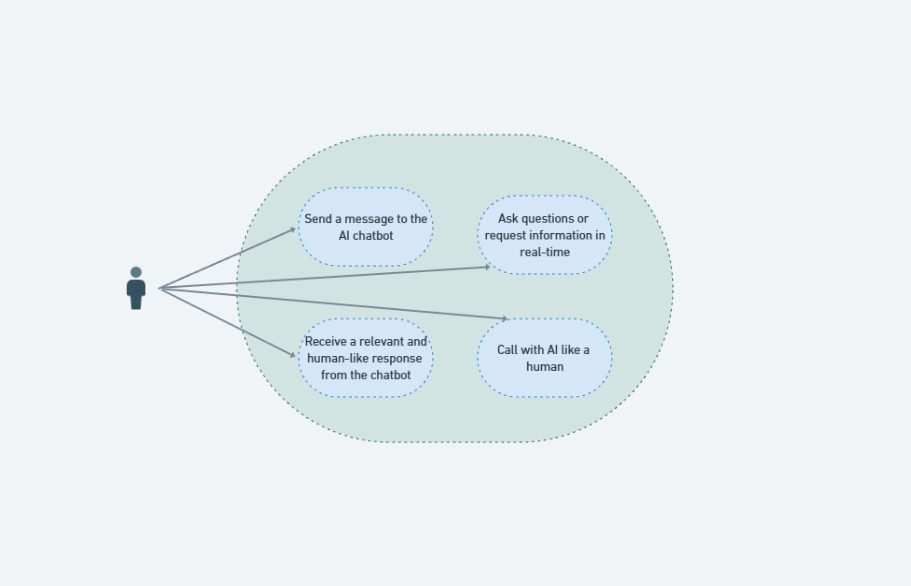 Send a message to the
AI chatbot
Ask questions or
request information in
real-time
Receive a relevant and
human-like response
from the chatbot
Call with AI like a
human